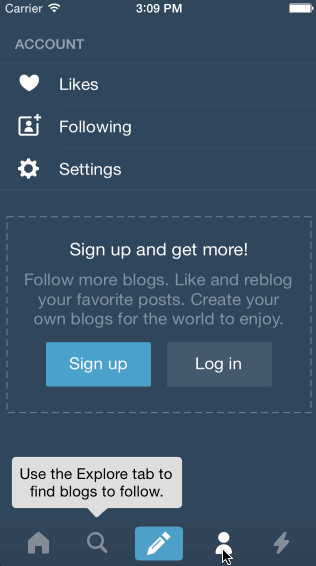 Carrier 3:09 PM
ACCOUNT
Likes
Following
Settings
Sign up and get more!
Follow more blogs. Like and reblog
your favorite posts. Create your
own blogs for the world to enjoy.
Sign up Log in
Use the Explore tab to
find blogs to follow.